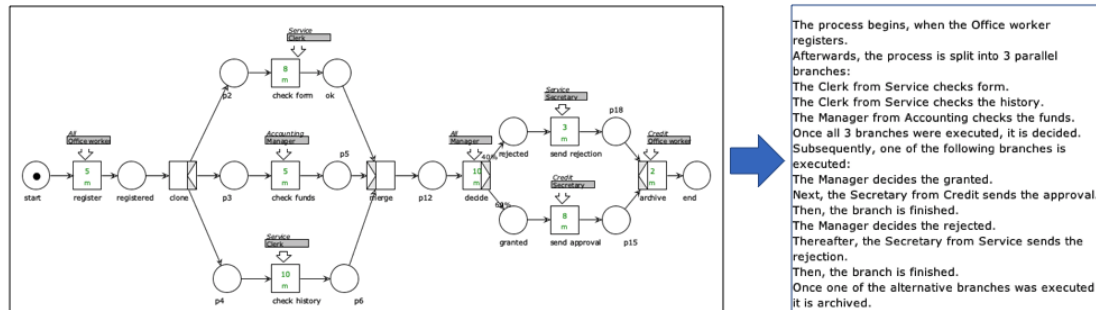 Service
Clerk
8
m
p2
check form
ok
All
Office worker
5
m
start
register
registered
clone
Accounting
Manager
5
m
p3
check funds
p5
merge
p12
Service
Clerk
10
m
p4
check history
p6
All
Manager
10
m
decide
40%
60%
rejected
granted
Service
Secretary
3
m
send rejection
p18
Credit
Secretary
8
m
send approval
p15
Credit
Office worker
2
m
archive
end
The process begins, when the Office worker
registers.
Afterwards, the process is split into 3 parallel
branches:
The Clerk from Service checks form.
The Clerk from Service checks the history.
The Manager from Accounting checks the funds.
Once all 3 branches were executed, it is decided.
Subsequently, one of the following branches is
executed:
The Manager decides the granted.
Next, the Secretary from Credit sends the approval.
Then, the branch is finished.
The Manager decides the rejected.
Thereafter, the Secretary from Service sends the
rejection.
Then, the branch is finished.
Once one of the alternative branches was executed
it is archived.